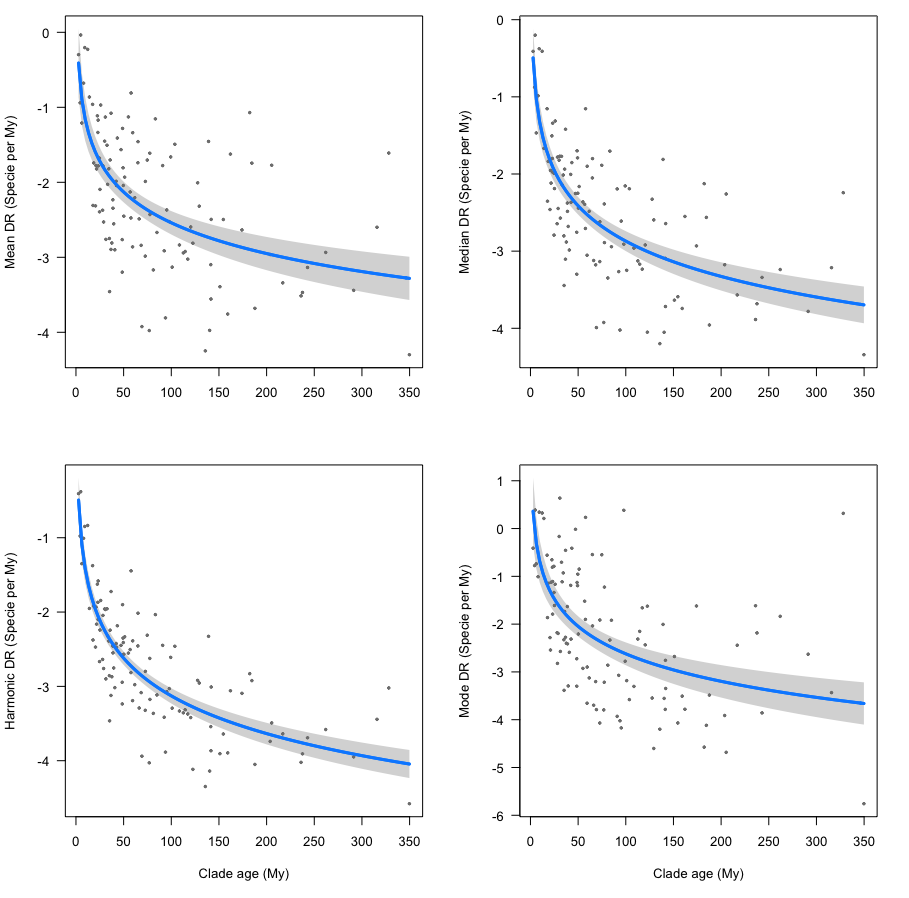 Mean DR (Specie per My)
0
-1
-2
-3
-4
0 50 100 150 200 250 300 350
Median DR (Specie per My)
0
-1
-2
-3
-4
0 50 100 150 200 250 300 350
Harmonic DR (Specie per My)
-1
-2
-3
-4
0 50 100 150 200 250 300 350
Clade age (My)
Mode DR (Specie per My)
1
0
-1
-2
-3
-4
-5
-6
0 50 100 150 200 250 300 350
Clade age (My)